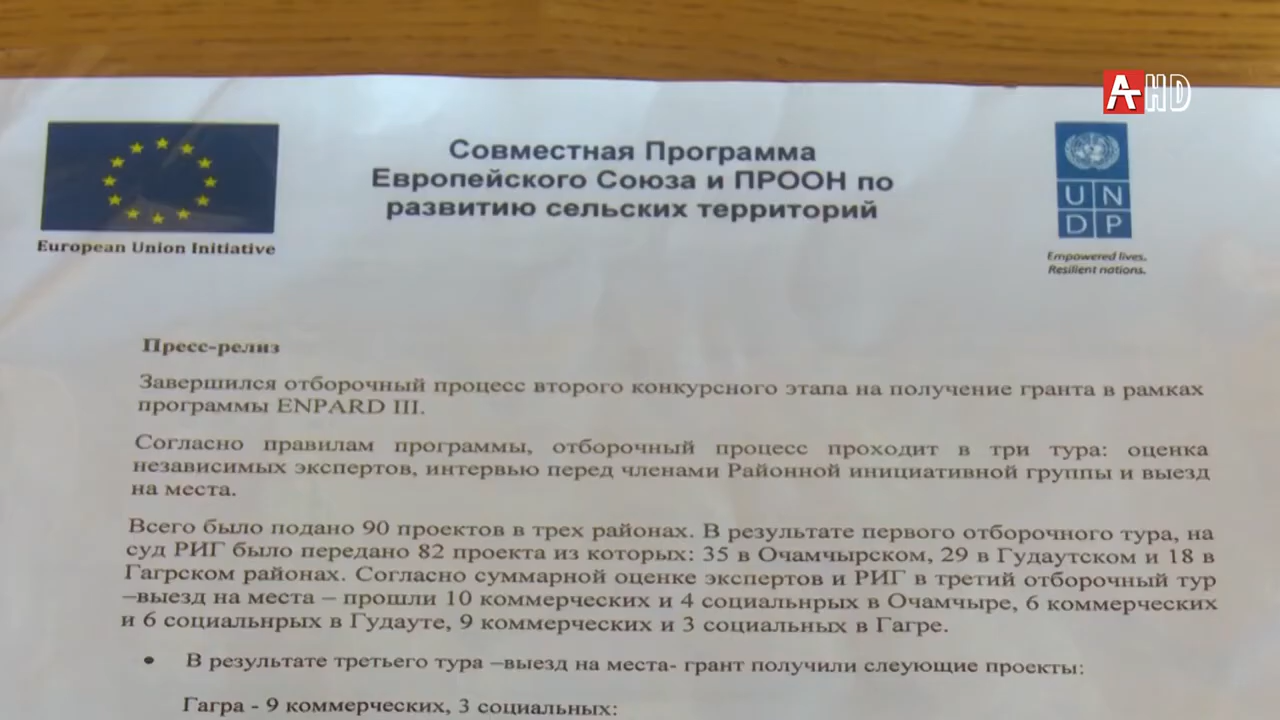 AT HD
Совместная Программа
Европейского Союза и ПРООН по
развитию сельских территорий
European Union Initiative
UN
DP
Empowered lives.
Resilient nations.
Пресс-релиз
Завершился отборочный процесс второго конкурсного этапа на получение гранта в рамках
программы ENPARD III.
Согласно правилам программы, отборочный процесс проходит в три тура: оценка
независимых экспертов, интервью перед членами Районной инициативной группы и выезд
на места.
Всего было подано 90 проектов в трех районах. В результате первого отборочного тура, на
суд РИГ было передано 82 проекта из которых: 35 в Очамчырском, 29 в Гудаутском и 18 в
Гагрском районах. Согласно суммарной оценке экспертов и РИГ в третий отборочный тур
–выезд на места – прошли 10 коммерческих и 4 социальнрых в Очамчыре, 6 коммерческих
и 6 социальнрых в Гудауте, 9 коммерческих и 3 социальных в Гагре.
• В результате третьего тура –выезд на места- грант получили слеующие проекты:
Гагра - 9 коммерческих, 3 социальных: